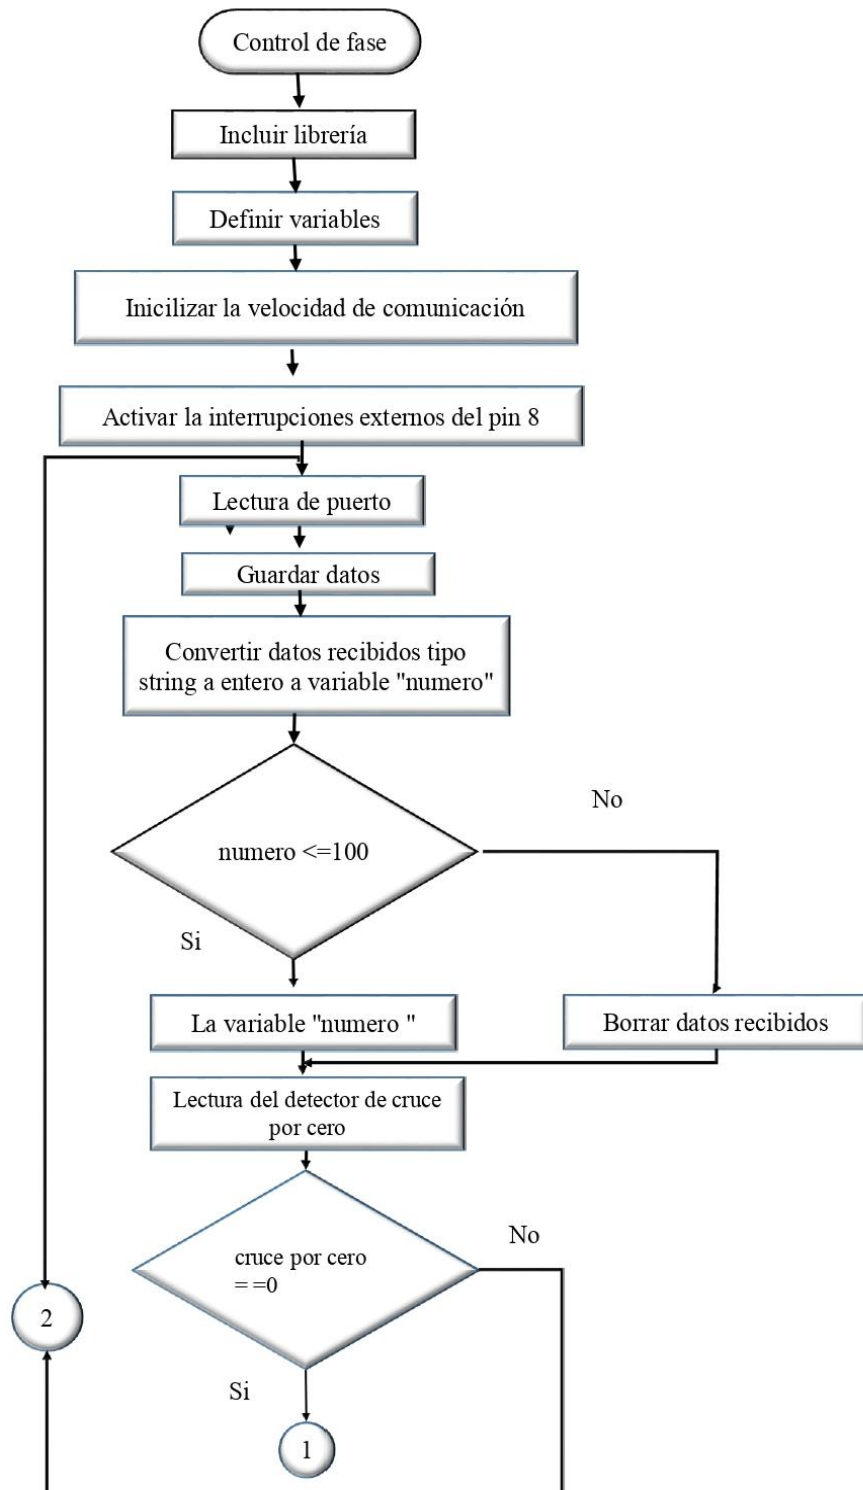 Control de fase
Incluir librería
Definir variables
Inicilizar la velocidad de comunicación
Activar la interrupciones externos del pin 8
Lectura de puerto
Guardar datos
Convertir datos recibidos tipo
string a entero a variable "numero"
No
numero <=100
Si
La variable "numero "
Borrar datos recibidos
Lectura del detector de cruce
por cero
No
cruce por cero
= =0
2
Si
1